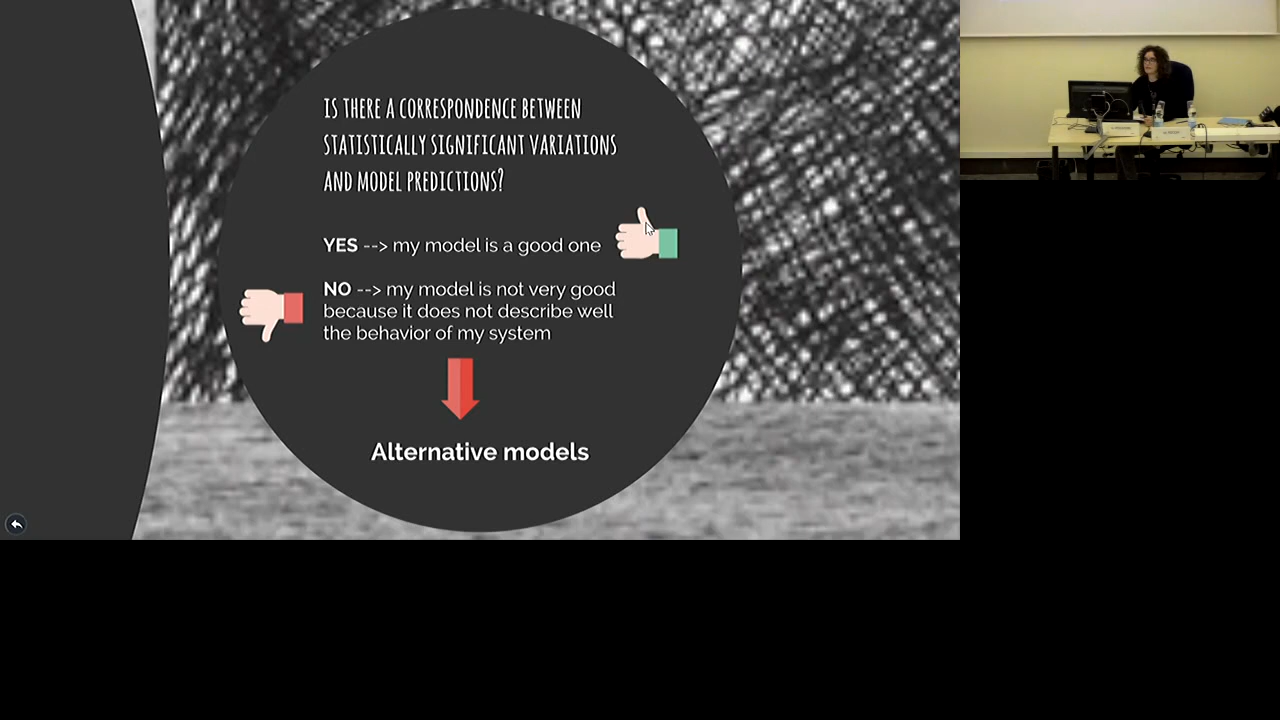 IS THERE A CORRESPONDENCE BETWEEN
STATISTICALLY SIGNIFICANT VARIATIONS
AND MODEL PREDICTIONS?
YES --> my model is a good one
NO --> my model is not very good
because it does not describe well
the behavior of my system
Alternative models